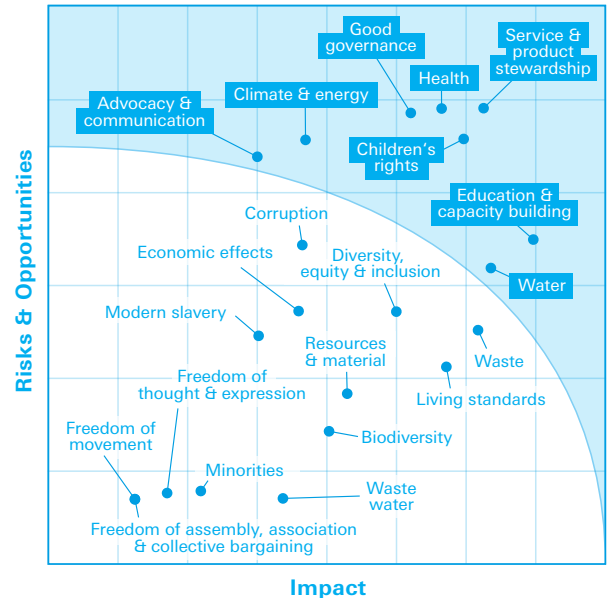 Good
governance
Service &
product
stewardship
Health
Climate & energy
Advocacy &
communication
Children's
rights
Education &
capacity building
Corruption
Economic effects
Diversity,
equity & inclusion
Water
Modern slavery
Resources
& material
Waste
Freedom of
thought & expression
Living standards
Freedom of
movement
Biodiversity
Minorities
Waste
water
Freedom of assembly, association
& collective bargaining
Risks & Opportunities
Impact